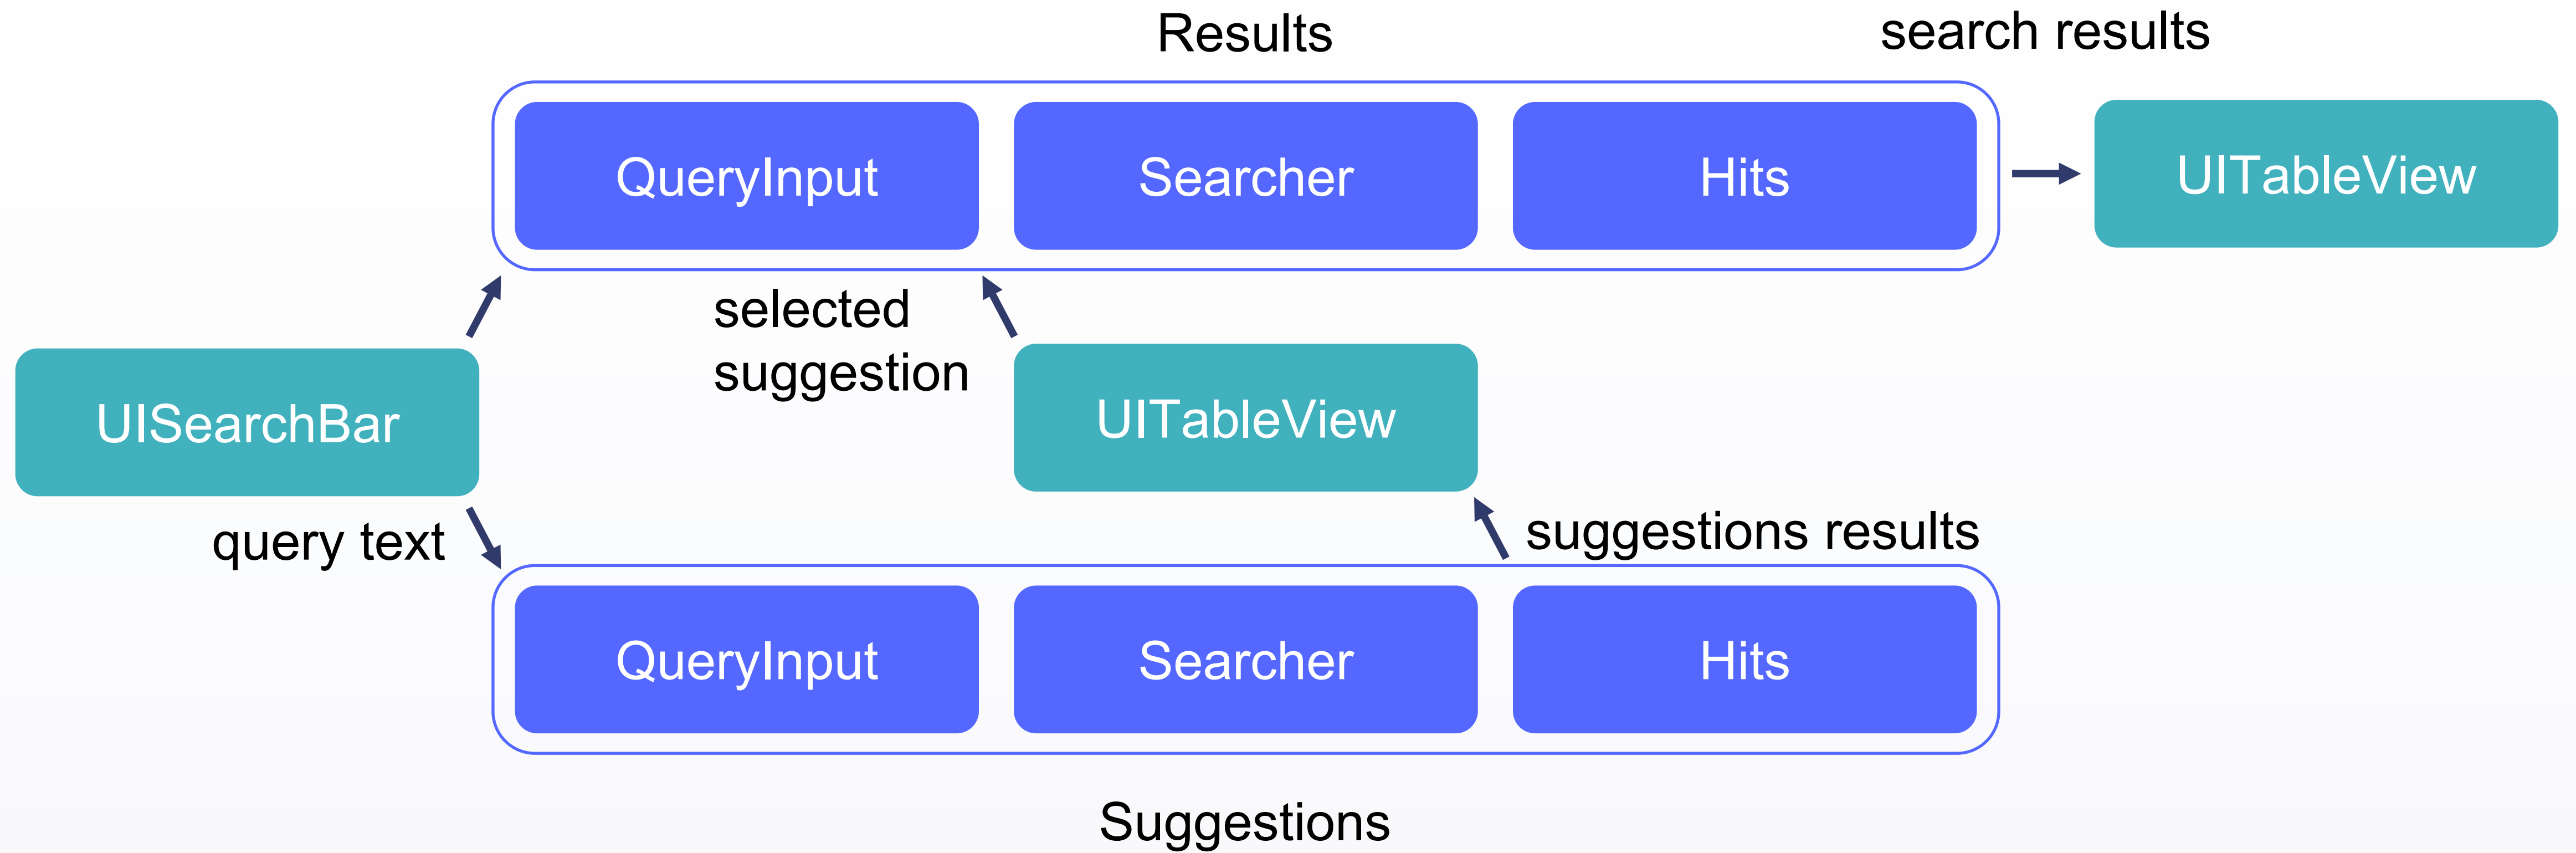 Results
search results
QueryInput
Searcher
Hits
UITableView
selected
suggestion
UISearchBar
UITableView
query text
suggestions results
QueryInput
Searcher
Hits
Suggestions